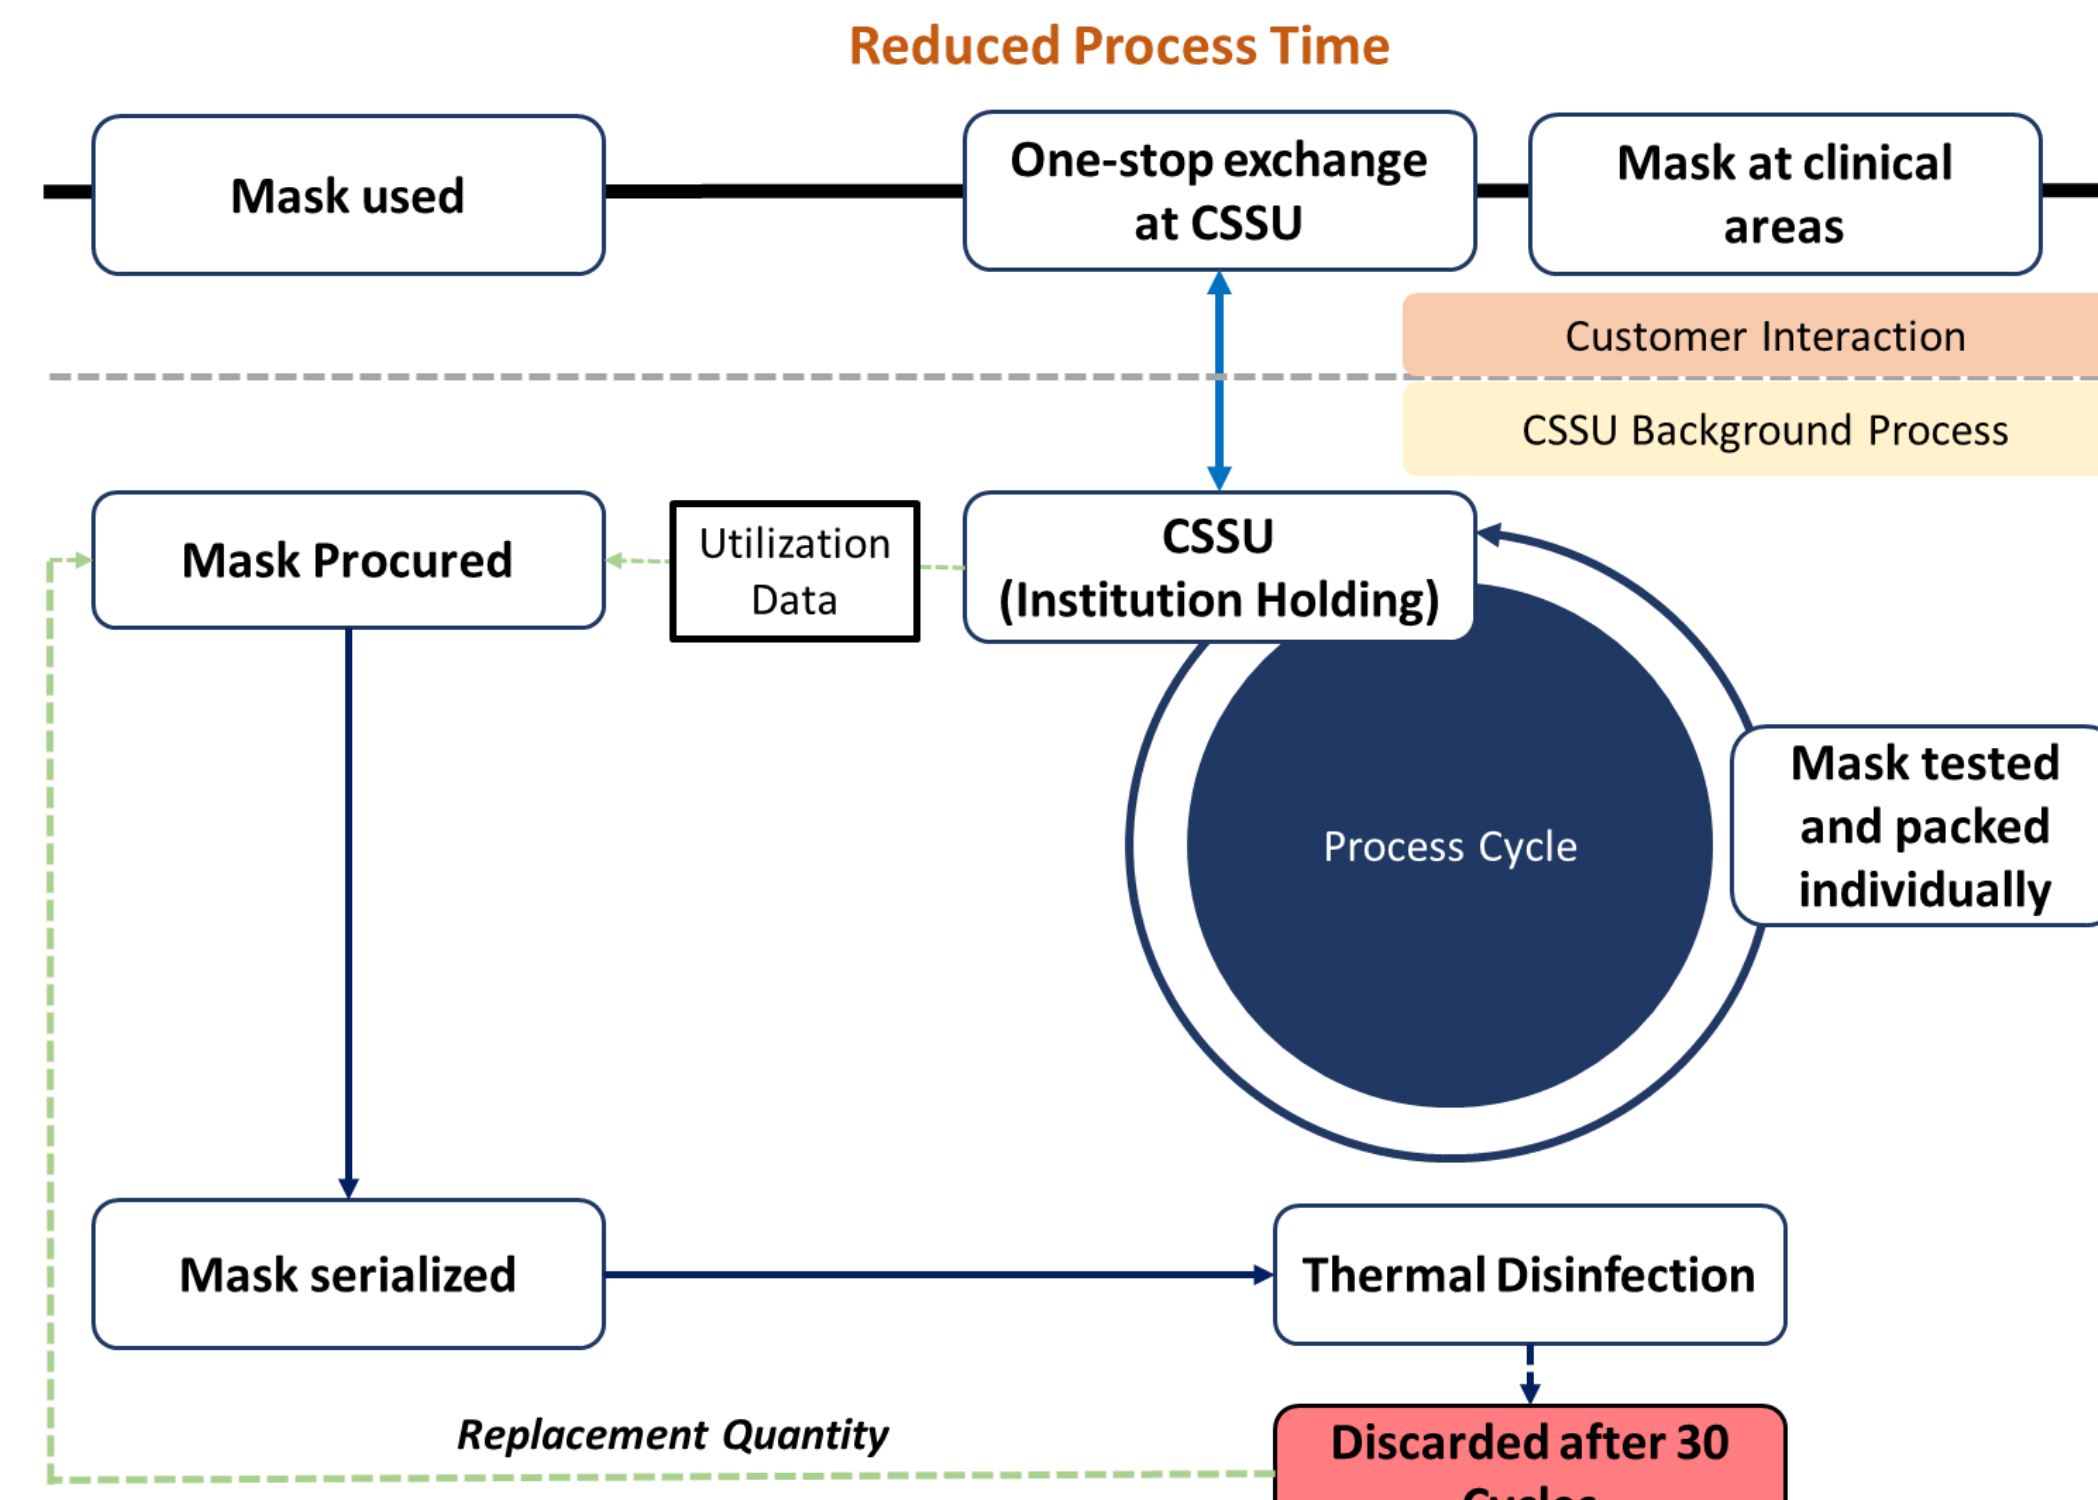 Reduced Process Time
Mask used
One-stop exchange
at CSSU
Mask at clinical
areas
Customer Interaction
CSSU Background Process
Mask Procured
Utilization
Data
CSSU
(Institution Holding)
Mask tested
and packed
individually
Process Cycle
Mask serialized
Thermal Disinfection
Replacement Quantity
Discarded after 30
Cycles